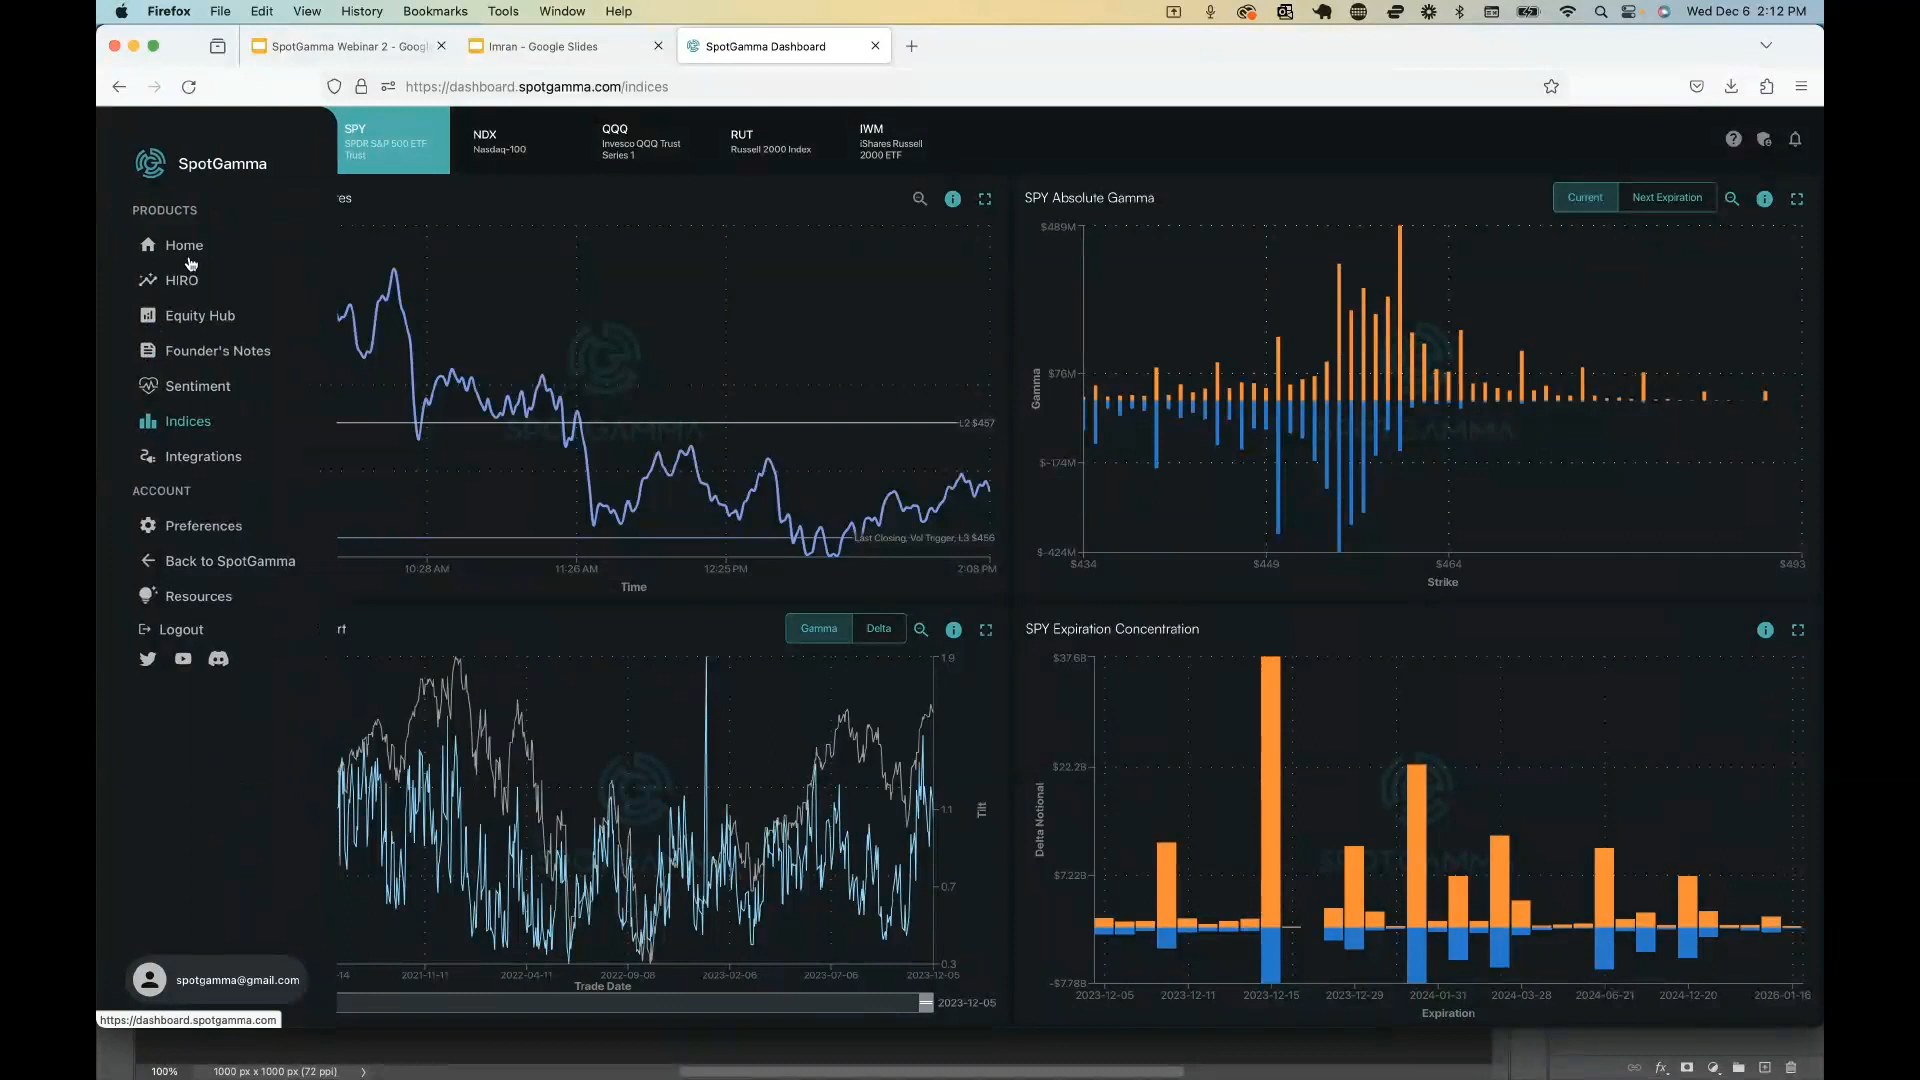 Firefox File Edit View History Bookmarks Tools Window Help
Wed Dec 6 2:12 PM
SpotGamma Webinar 2 - Googl
Imran - Google Slides
SpotGamma Dashboard
https://dashboard.spotgamma.com/indices
SpotGamma
PRODUCTS
Home
HIRO
Equity Hub
Founder's Notes
Sentiment
Indices
Integrations
ACCOUNT
Preferences
Back to SpotGamma
Resources
Logout
spotgamma@gmail.com
https://dashboard.spotgamma.com
SPY
SPDR S&P 500 ETF
Trust
NDX
Nasdaq-100
QQQ
Invesco QQQ Trust
Series 1
RUT
Russell 2000 Index
IWM
iShares Russell
2000 ETF
es
L2 $457
Last Closing, Vol Trigger, L3 $456
10:28 AM 11:26 AM 12:25 PM 2:08 PM
Time
SPY Absolute Gamma
Current Next Expiration
$489M
$76M
$-174M
$-424M
Gamma
$434 $449 $464 $493
Strike
rt
Gamma Delta
1.9
1.1
0.7
0.3
Tilt
-14 2021-11-11 2022-04-11 2022-09-08 2023-02-06 2023-07-06 2023-12-05
Trade Date
2023-12-05
SPY Expiration Concentration
$37.6B
$22.2B
$7.22B
-$7.78B
Delta Notional
2023-12-05 2023-12-11 2023-12-15 2023-12-29 2024-01-31 2024-03-28 2024-06-21 2024-12-20 2026-01-16
Expiration
SPOTGAMMA
100% 1000 px x 1000 px (72 ppi)
fx